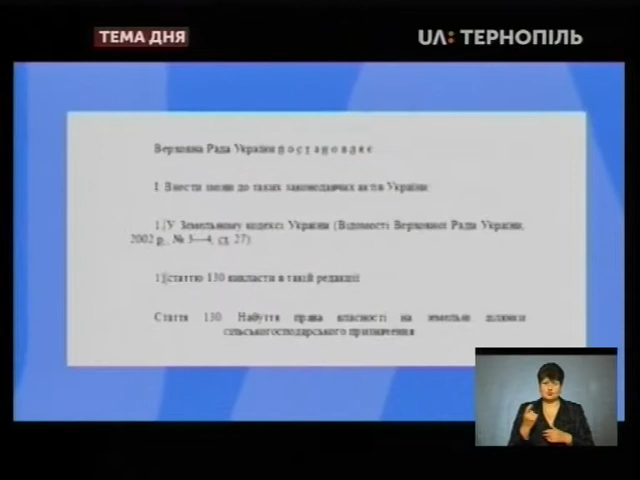 ТЕМА ДНЯ
UA: ТЕРНОПІЛЬ
Верховна Рада України п о с т а н о в л я є
І. Внести зміни до таких законодавчих актів України:
1. У Земельному кодексі України (Відомості Верховної Ради України,
2002 р., № 3—4, ст. 27)
1) статтю 130 викласти в такій редакції:
Стаття 130. Набуття права власності на земельні ділянки
сільськогосподарського призначення